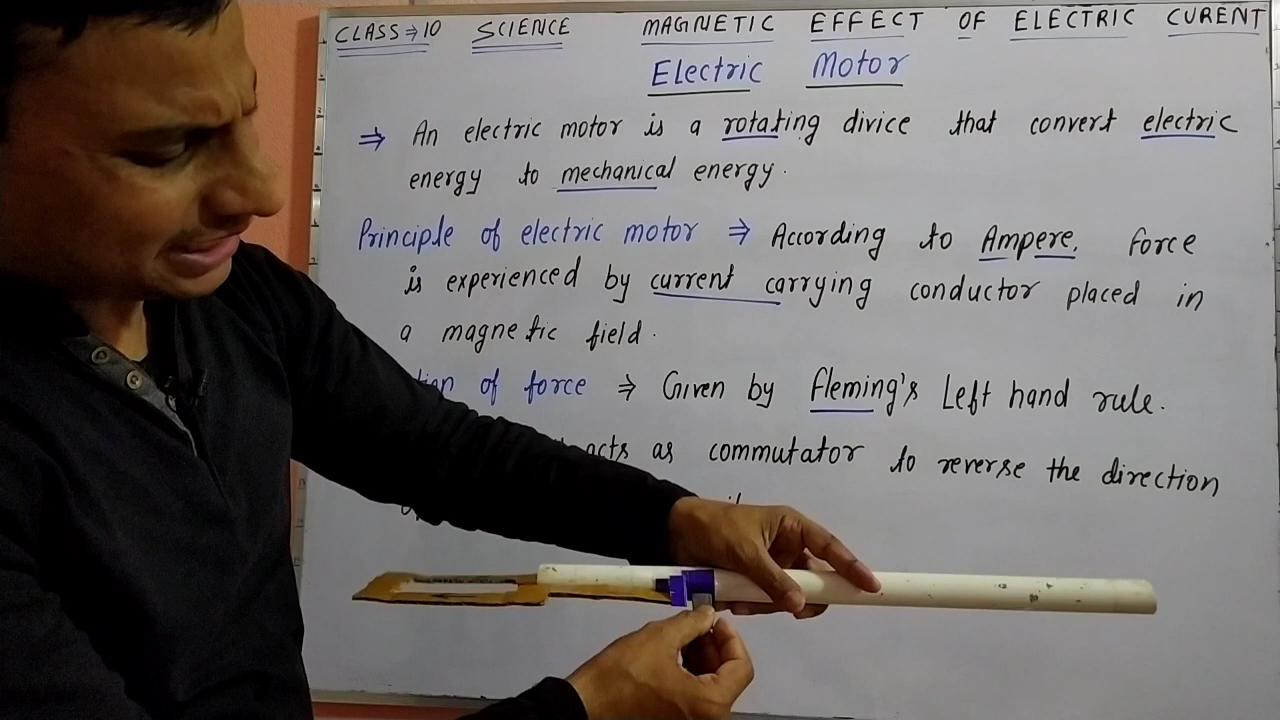 CLASS⇒10 SCIENCE MAGNETIC EFFECT OF ELECTRIC CURENT
Electric Motor
⇒ An electric motor is a rotating divice that convert electric
energy to mechanical energy.
Principle of electric motor ⇒ According to Ampere, force
is experienced by current carrying conductor placed in
a magnetic field.
of force ⇒ Given by Fleming's Left hand rule.
acts as commutator to reverse the direction